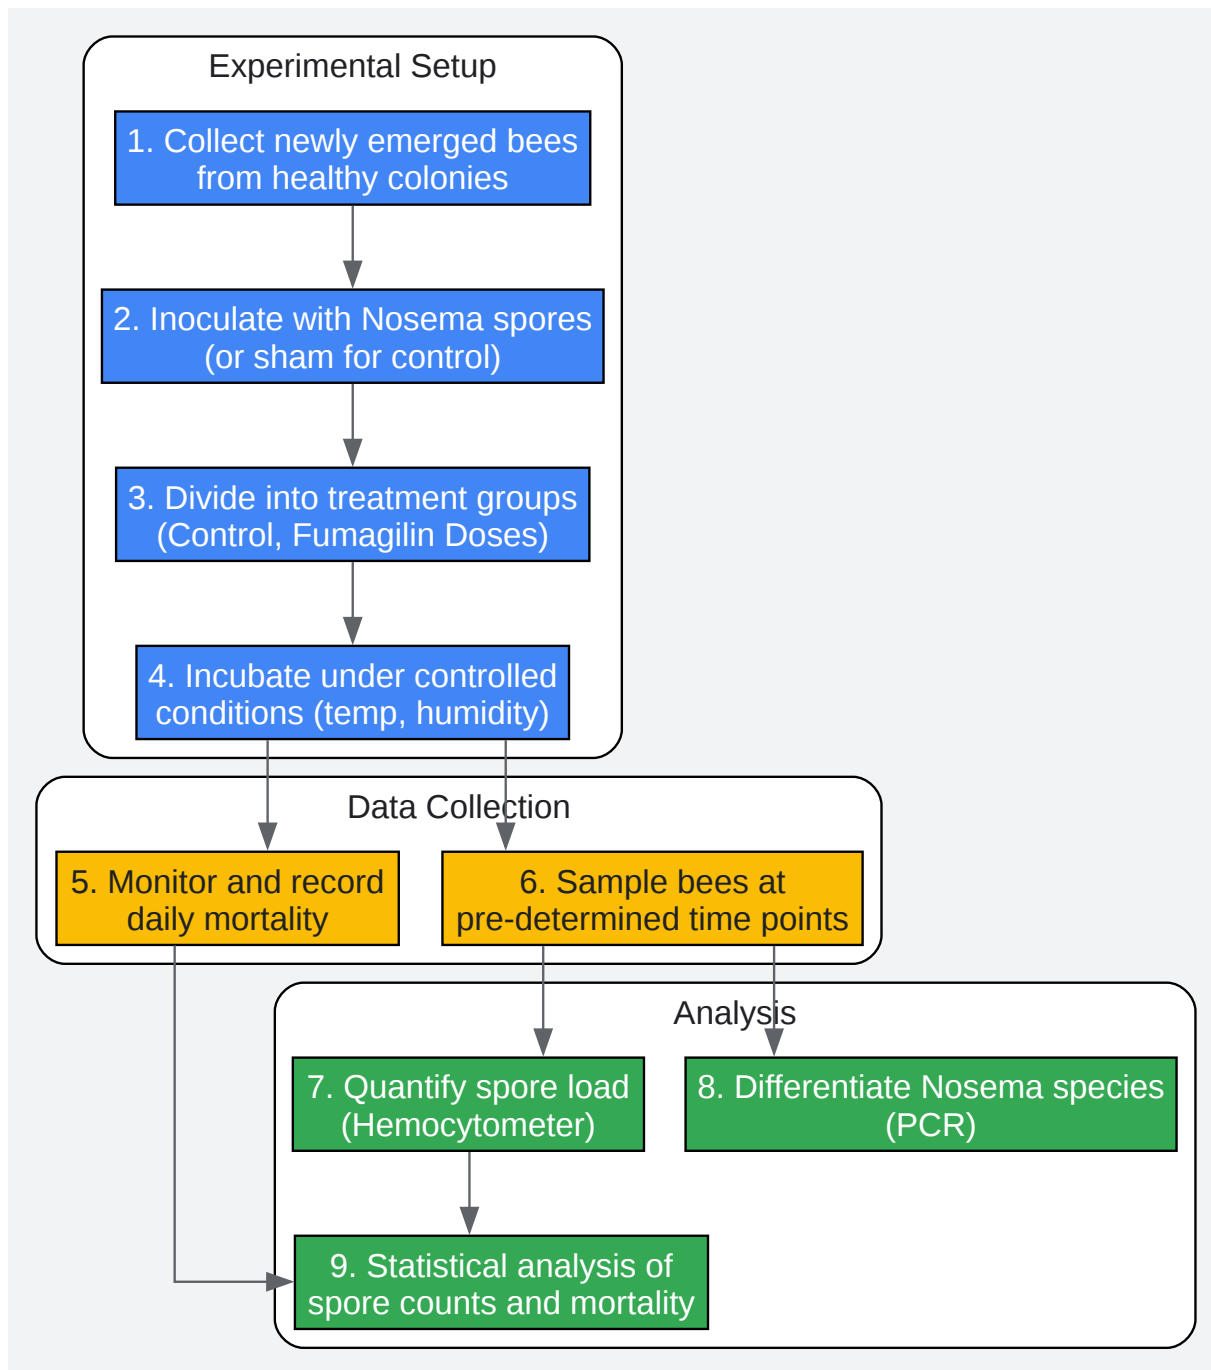 Experimental Setup
1. Collect newly emerged bees
from healthy colonies
2. Inoculate with Nosema spores
(or sham for control)
3. Divide into treatment groups
(Control, Fumagilin Doses)
4. Incubate under controlled
conditions (temp, humidity)
Data Collection
5. Monitor and record
daily mortality
6. Sample bees at
pre-determined time points
Analysis
7. Quantify spore load
(Hemocytometer)
8. Differentiate Nosema species
(PCR)
9. Statistical analysis of
spore counts and mortality